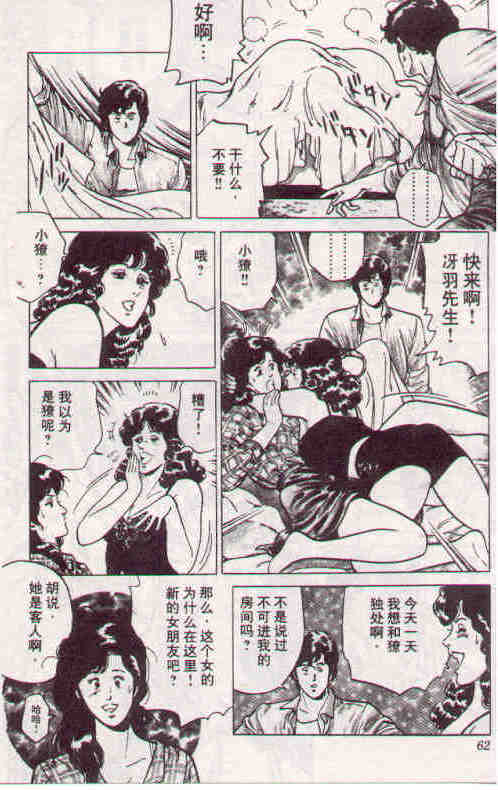 好啊…
ドタン
ドタン
…………
干什么，
不要!!
快来啊！
冴羽先生！
…………
小獠!!
哦？
小獠…？
糟了！
我以为
是獠呢？
今天一天
我想和獠
独处啊。
不是说过
不可进我的
房间吗？
那么，这个女的
为什么在这里！
新的女朋友吧？
胡说，
她是客人啊。
哈哈！
62